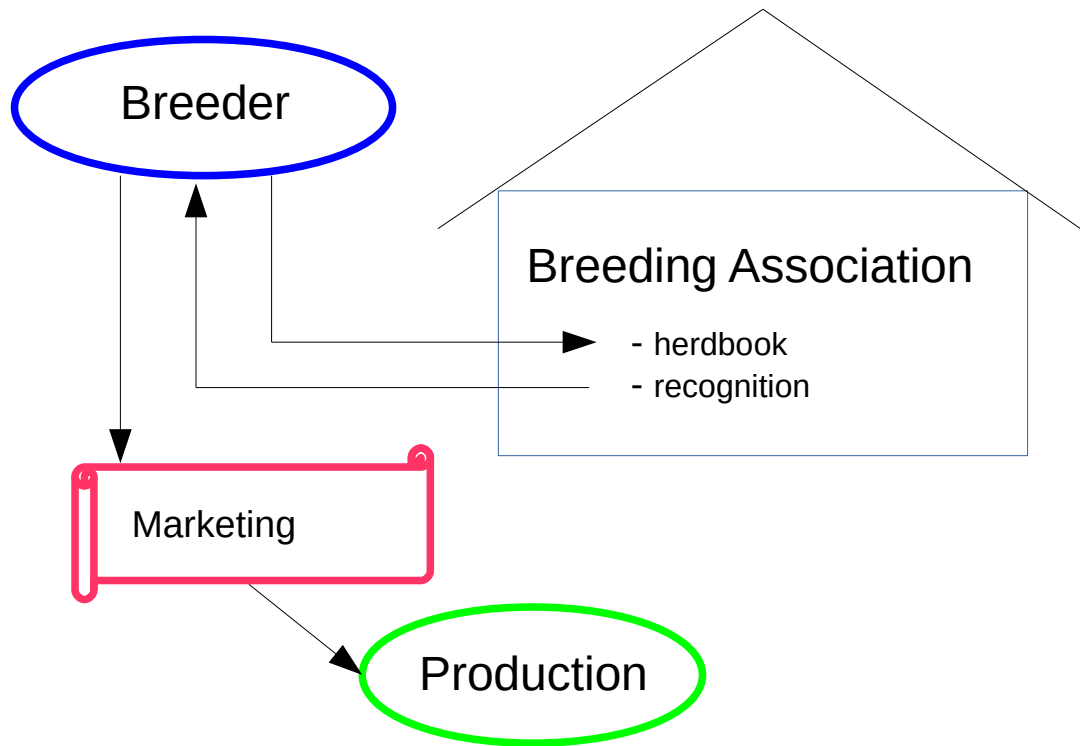 Breeder
Breeding Association
- herdbook
- recognition
Marketing
Production